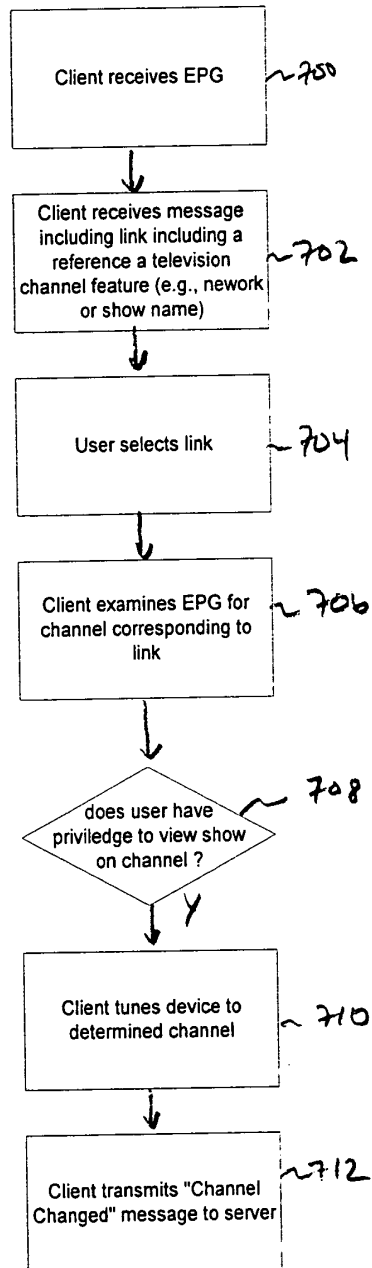 Client receives EPG
700
Client receives message
including link including a
reference a television
channel feature (e.g., nework
or show name)
702
User selects link
704
Client examines EPG for
channel corresponding to
link
706
does user have
priviledge to view show
on channel ?
708
Y
Client tunes device to
determined channel
710
Client transmits "Channel
Changed" message to server
712